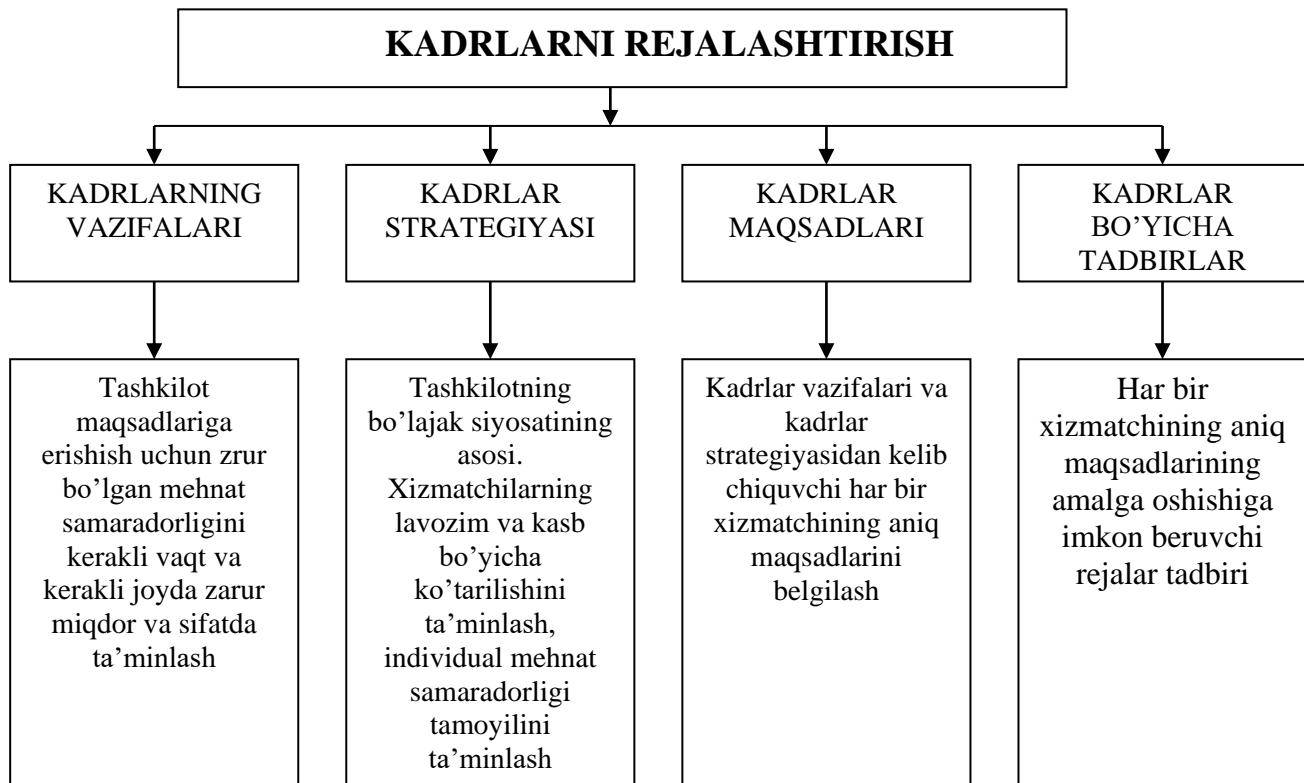 KADRLARNI REJALASHTIRISH
KADRLARNING
VAZIFALARI
KADRLAR
STRATEGIYASI
KADRLAR
MAQSADLARI
KADRLAR
BO’YICHA
TADBIRLAR
Tashkilot
maqsadlariga
erishish uchun zrur
bo’lgan mehnat
samaradorligini
kerakli vaqt va
kerakli joyda zarur
miqdor va sifatda
ta’minlash
Tashkilotning
bo’lajak siyosatining
asosi.
Xizmatchilarning
lavozim va kasb
bo’yicha
ko’tarilishini
ta’minlash,
individual mehnat
samaradorligi
tamoyilini
ta’minlash
Kadrlar vazifalari va
kadrlar
strategiyasidan kelib
chiquvchi har bir
xizmatchining aniq
maqsadlarini
belgilash
Har bir
xizmatchining aniq
maqsadlarining
amalga oshishiga
imkon beruvchi
rejalar tadbiri